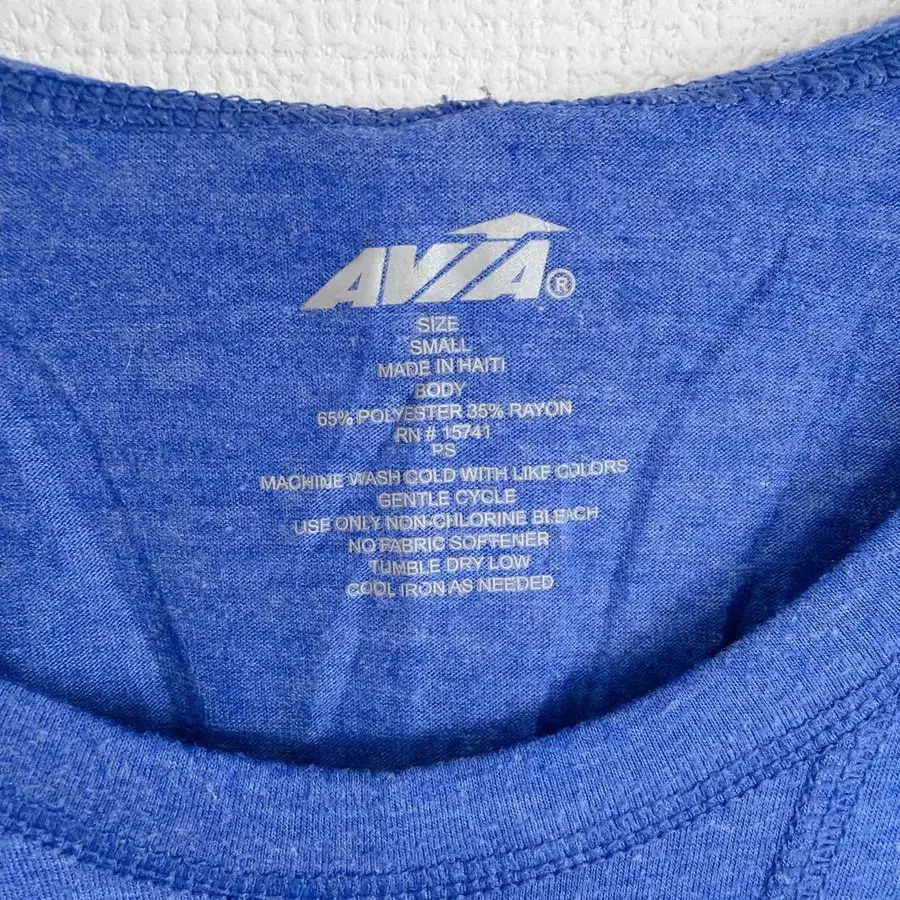 AVIA®
SIZE
SMALL
MADE IN HAITI
BODY
65% POLYESTER 35% RAYON
RN # 15741
PS
MACHINE WASH COLD WITH LIKE COLORS
GENTLE CYCLE
USE ONLY NON-CHLORINE BLEACH
NO FABRIC SOFTENER
TUMBLE DRY LOW
COOL IRON AS NEEDED